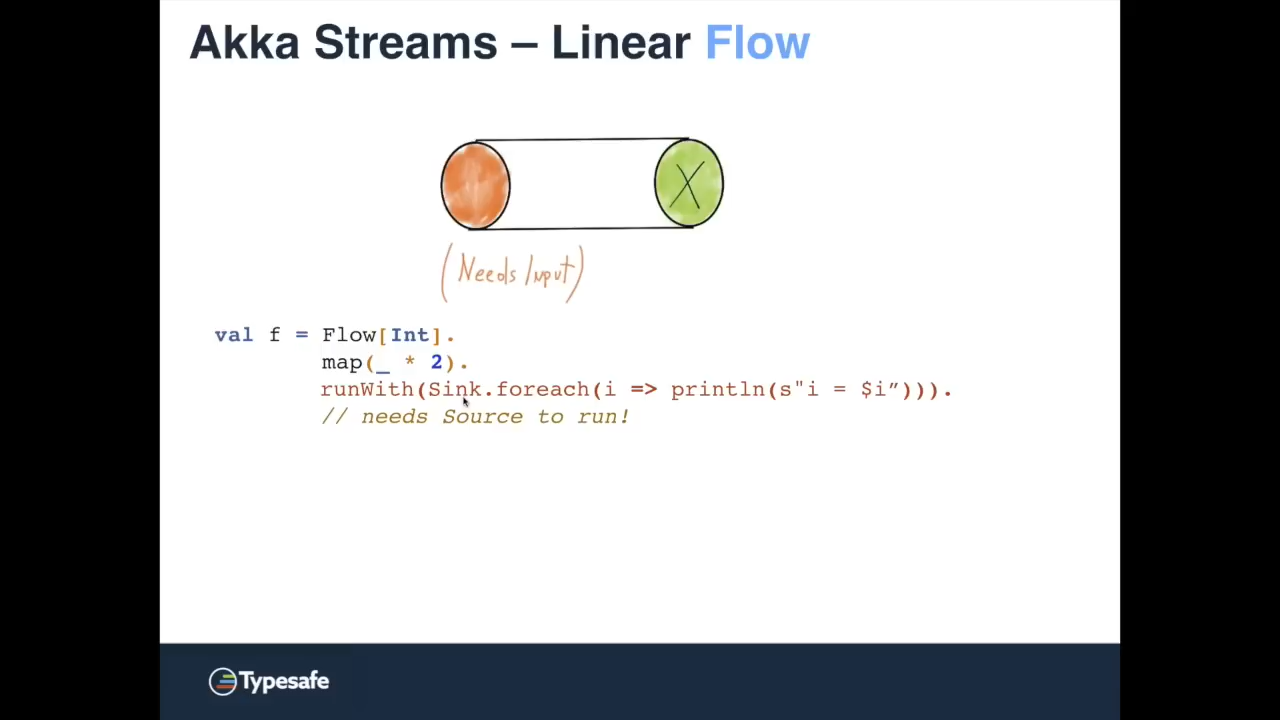 Akka Streams – Linear Flow
X
(Needs Input)
val f = Flow[Int].
map(_ * 2).
runWith(Sink.foreach(i => println(s"i = $i”))).
// needs Source to run!
Typesafe